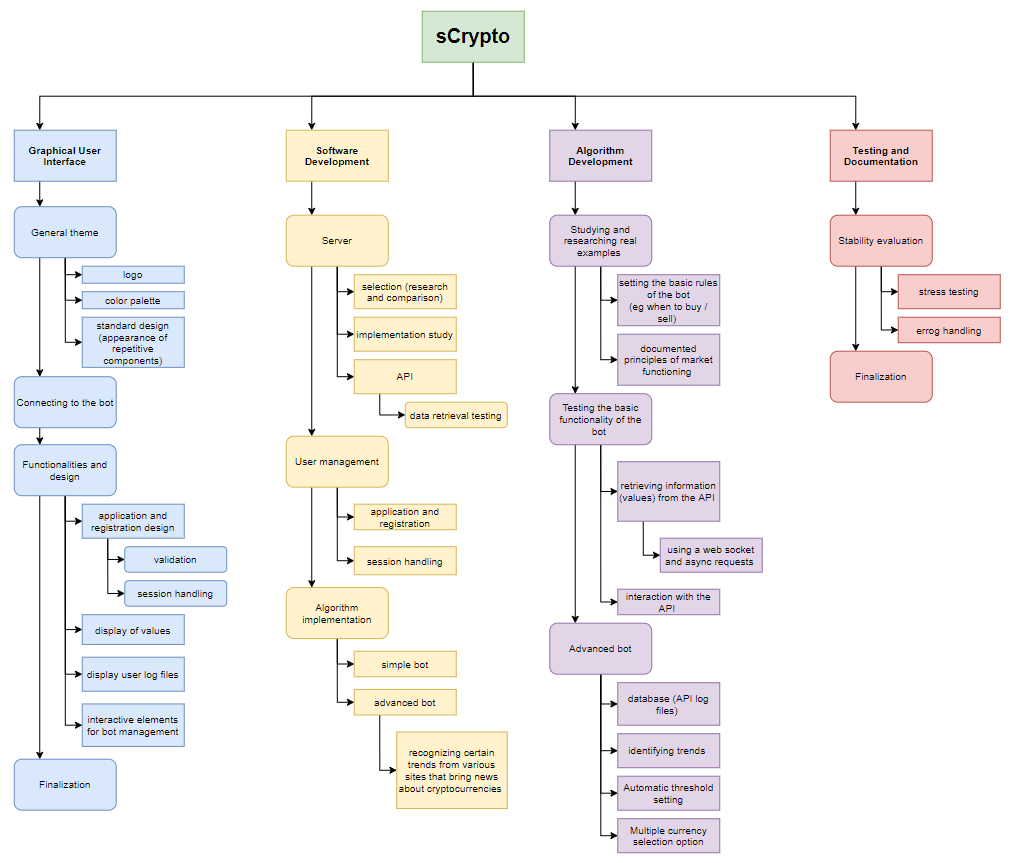 sCrypto
Graphical User
Interface
General theme
logo
color palette
standard design
(appearance of
repetitive
components)
Connecting to the bot
Functionalities and
design
application and
registration design
validation
session handling
display of values
display user log files
interactive elements
for bot management
Finalization
Software
Development
Server
selection (research
and comparison)
implementation study
API
data retrieval testing
User management
application and
registration
session handling
Algorithm
implementation
simple bot
advanced bot
recognizing certain
trends from various
sites that bring news
about cryptocurrencies
Algorithm
Development
Studying and
researching real
examples
setting the basic rules
of the bot
(eg when to buy /
sell)
documented
principles of market
functioning
Testing the basic
functionality of the
bot
retrieving information
(values) from the API
using a web socket
and async requests
interaction with the
API
Advanced bot
database (API log
files)
identifying trends
Automatic threshold
setting
Multiple currency
selection option
Testing and
Documentation
Stability evaluation
stress testing
errog handling
Finalization